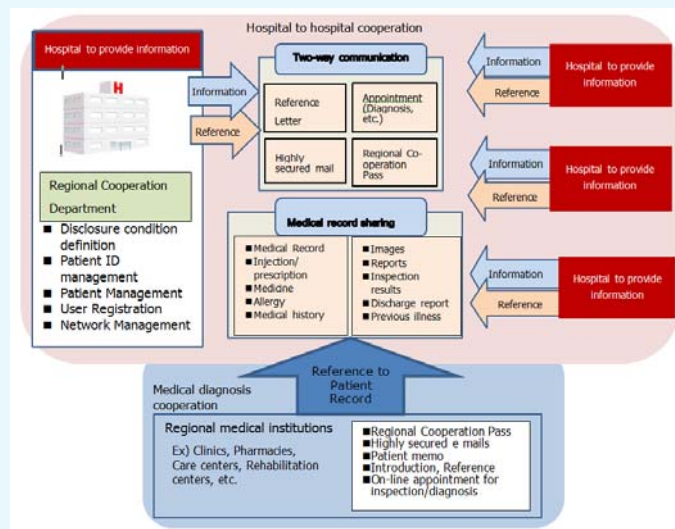 Hospital to hospital cooperation
Hospital to provide information
H
Regional Cooperation
Department
■ Disclosure condition
definition
■ Patient ID
management
■ Patient Management
■ User Registration
■ Network Management
Information
Reference
Two-way communication
Reference
Letter
Appointment
(Diagnosis,
etc.)
Highly
secured mail
Regional Co-
operation
Pass
Medical record sharing
■Medical Record
■Injection/
prescription
■Medicine
■Allergy
■Medical history
■Images
■Reports
■Inspection
results
■Discharge report
■Previous illness
Information
Reference
Hospital to provide
information
Information
Reference
Hospital to provide
information
Information
Reference
Hospital to provide
information
Reference to
Patient
Record
Medical diagnosis
cooperation
Regional medical institutions
Ex) Clinics, Pharmacies,
Care centers, Rehabilitation
centers, etc.
■Regional Cooperation Pass
■Highly secured e mails
■Patient memo
■Introduction, Reference
■On-line appointment for
inspection/diagnosis